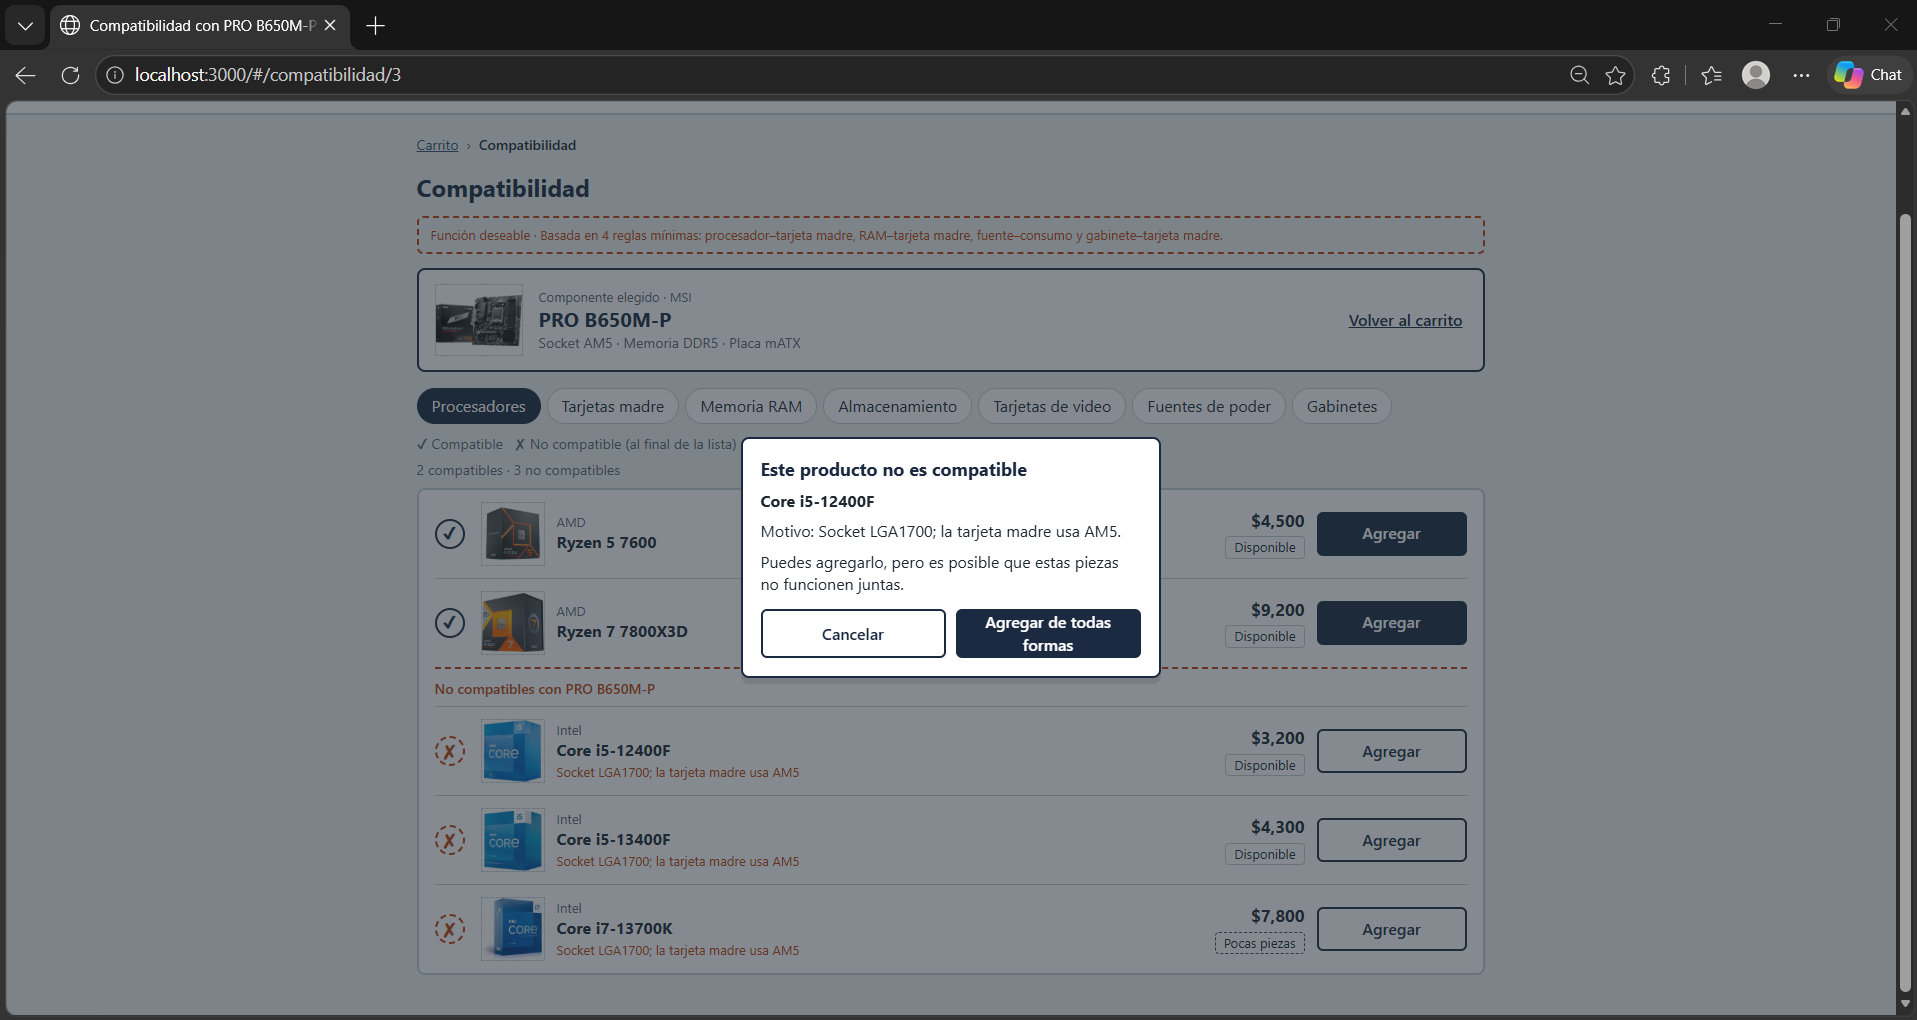 Compatibilidad con PRO B650M-P
localhost:3000/#/compatibilidad/3
Chat
Carrito › Compatibilidad
Compatibilidad
Función deseable · Basada en 4 reglas mínimas: procesador–tarjeta madre, RAM–tarjeta madre, fuente–consumo y gabinete–tarjeta madre.
Componente elegido · MSI
PRO B650M-P
Socket AM5 · Memoria DDR5 · Placa mATX
Volver al carrito
Procesadores
Tarjetas madre
Memoria RAM
Almacenamiento
Tarjetas de video
Fuentes de poder
Gabinetes
✓ Compatible ✗ No compatible (al final de la lista)
2 compatibles · 3 no compatibles
Este producto no es compatible
Core i5-12400F
Motivo: Socket LGA1700; la tarjeta madre usa AM5.
Puedes agregarlo, pero es posible que estas piezas
no funcionen juntas.
Cancelar
Agregar de todas
formas
AMD
Ryzen 5 7600
$4,500
Disponible
Agregar
AMD
Ryzen 7 7800X3D
$9,200
Disponible
Agregar
No compatibles con PRO B650M-P
CORE
Intel
Core i5-12400F
Socket LGA1700; la tarjeta madre usa AM5
$3,200
Disponible
Agregar
i5
CORE
Intel
Core i5-13400F
Socket LGA1700; la tarjeta madre usa AM5
$4,300
Disponible
Agregar
i7
CORE
Intel
Core i7-13700K
Socket LGA1700; la tarjeta madre usa AM5
$7,800
Pocas piezas
Agregar